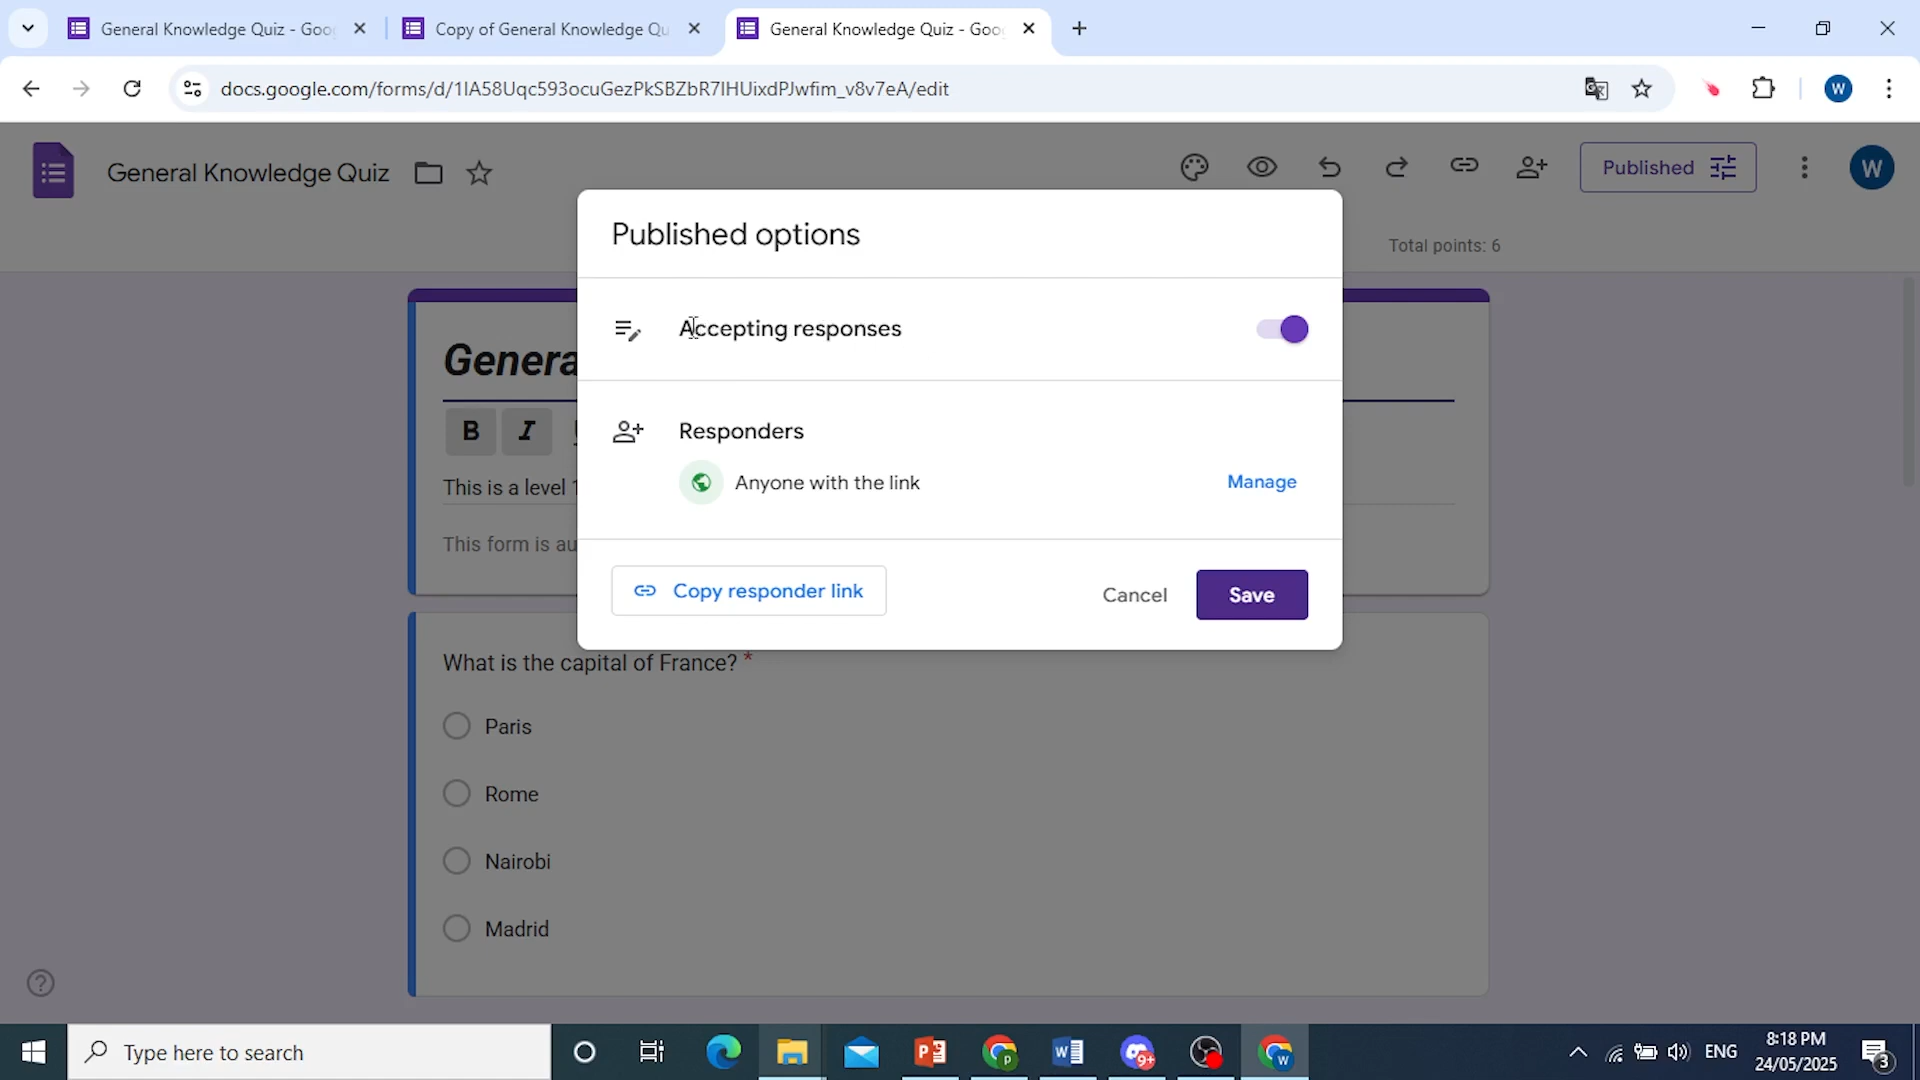 General Knowledge Quiz - Goo
Copy of General Knowledge Qu
General Knowledge Quiz - Goo
docs.google.com/forms/d/1IA58Uqc593ocuGezPkSBZbR7IHUixdPJwfim_v8v7eA/edit
W
General Knowledge Quiz
Published
W
Total points: 6
Published options
Accepting responses
Responders
Anyone with the link
Manage
Copy responder link
Cancel
Save
Genera
B I
This is a level 1
This form is au
What is the capital of France? *
Paris
Rome
Nairobi
Madrid
Type here to search
9+
ENG
8:18 PM
24/05/2025
3